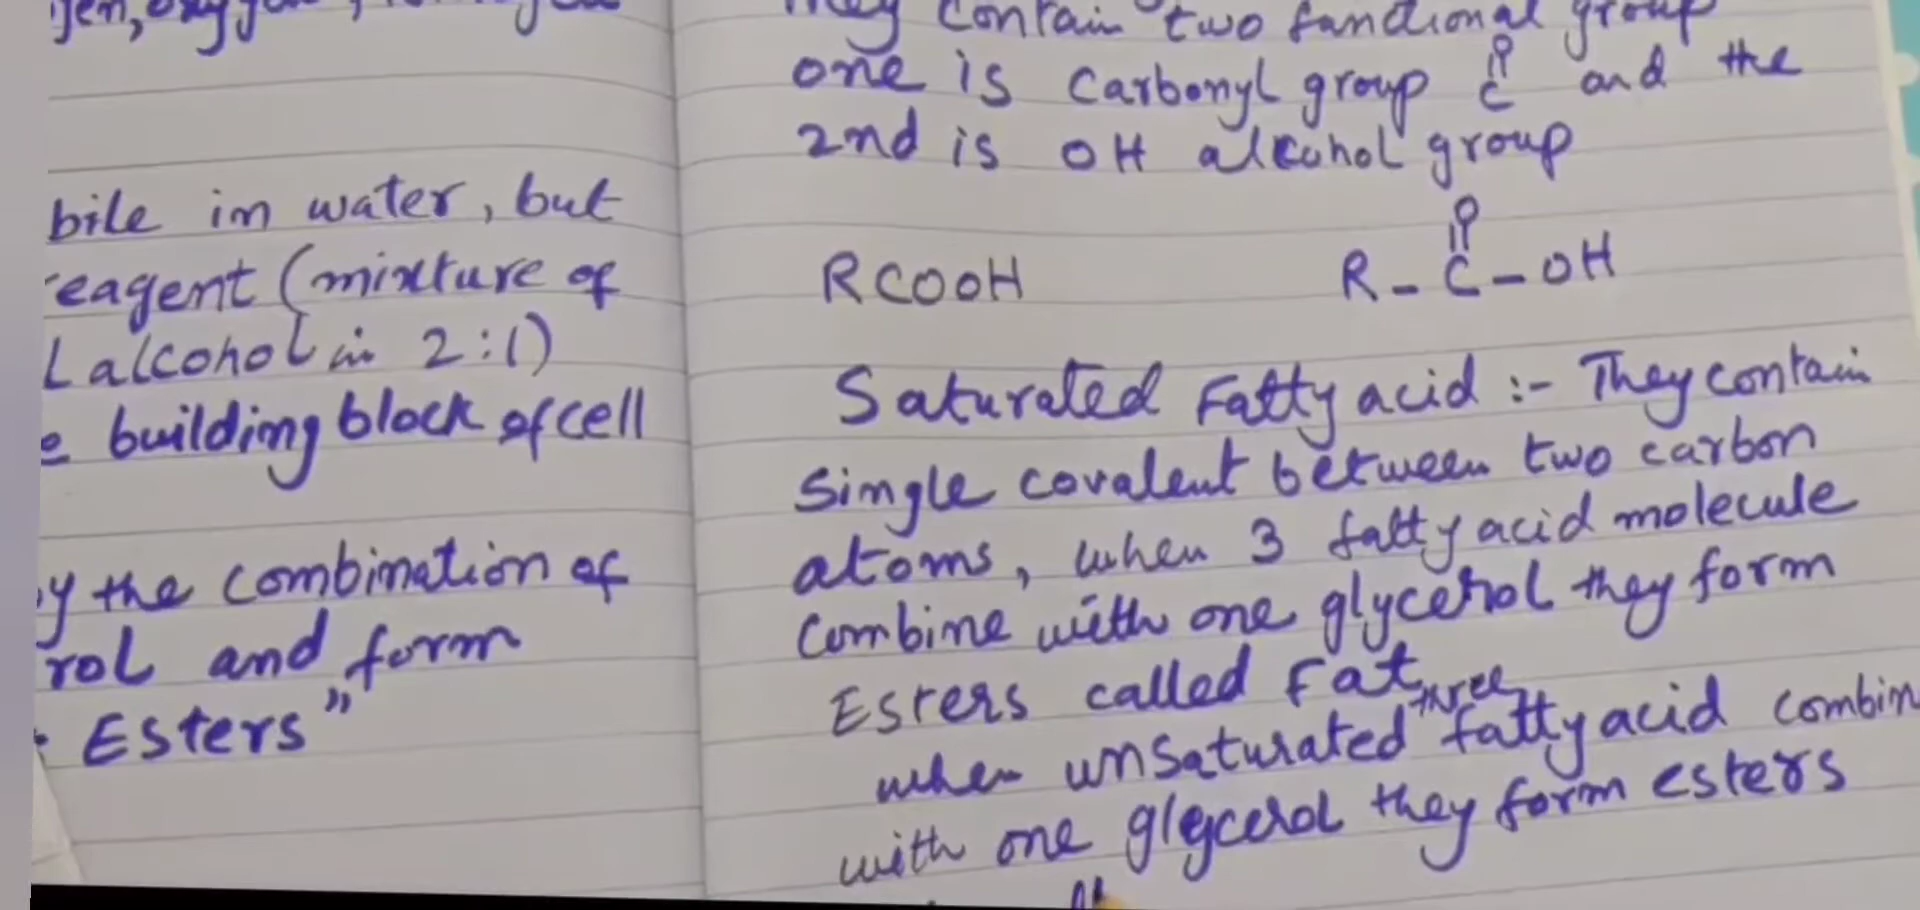 bile in water, but
eagent (mixture of
L alcohol in 2:1)
e building block of cell
y the combination of
rol and form
Esters"
They contain two functional group
one is Carbonyl group C=O and the
2nd is OH alcohol group
RCOOH
O
R-C-OH
Saturated Fatty acid :- They contain
Single covalent between two carbon
atoms, when 3 fatty acid molecule
Combine with one glycerol they form
Esters called Fat
when unsaturated three fatty acid combin
with one glycerol they form esters